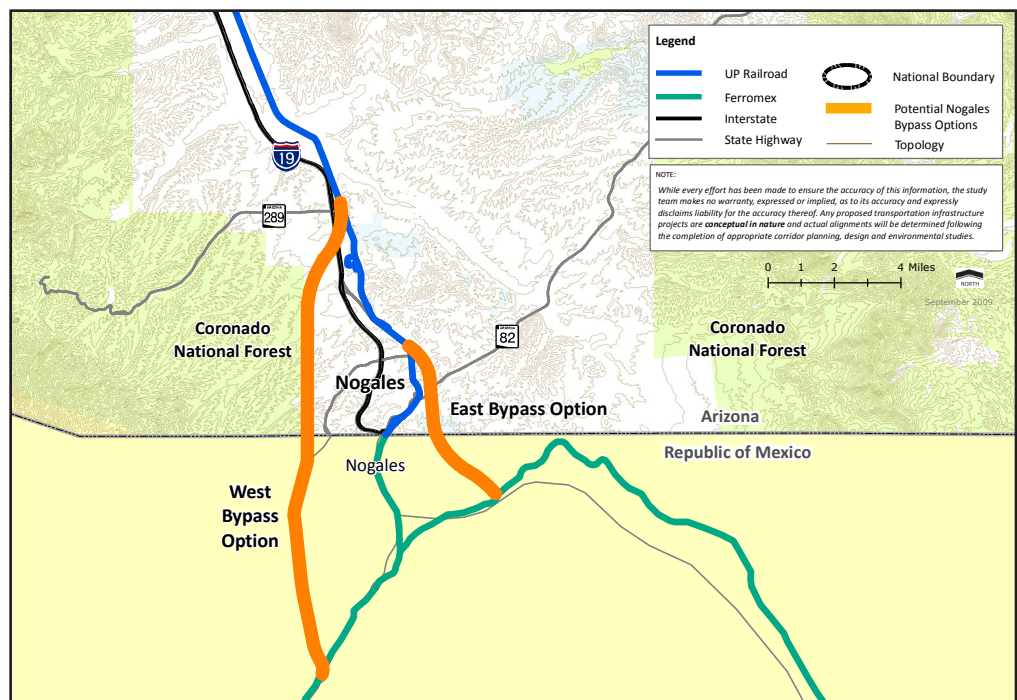 Legend
UP Railroad
National Boundary
Ferromex
Potential Nogales
Bypass Options
Interstate
State Highway
Topology
NOTE:
While every effort has been made to ensure the accuracy of this information, the study
team makes no warranty, expressed or implied, as to its accuracy and expressly
disclaims liability for the accuracy thereof. Any proposed transportation infrastructure
projects are conceptual in nature and actual alignments will be determined following
the completion of appropriate corridor planning, design and environmental studies.
0 1 2 4 Miles
NORTH
September 2009
19
ARIZONA
289
Coronado
National Forest
ARIZONA
82
Coronado
National Forest
Nogales
East Bypass Option
Arizona
Republic of Mexico
Nogales
West
Bypass
Option